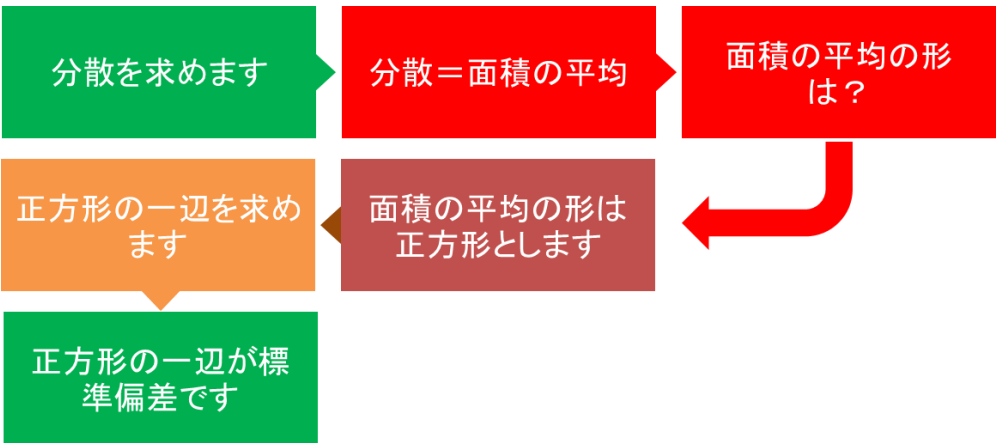 分散を求めます
分散＝面積の平均
面積の平均の形
は？
面積の平均の形は
正方形とします
正方形の一辺を求め
ます
正方形の一辺が標
準偏差です